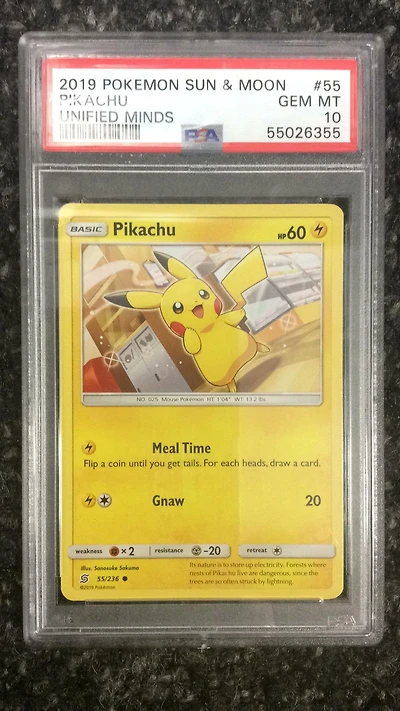 2019 POKEMON SUN & MOON #55
PIKACHU GEM MT
UNIFIED MINDS 10
PSA 55026355
BASIC Pikachu HP 60
NO. 025 Mouse Pokémon HT: 1'04" WT: 13.2 lbs.
Meal Time
Flip a coin until you get tails. For each heads, draw a card.
Gnaw 20
weakness ×2 resistance -20 retreat
Illus. Sanosuke Sakuma
55/236
©2019 Pokémon
Its nature is to store up electricity. Forests where
nests of Pikachu live are dangerous, since the
trees are so often struck by lightning.
PSA